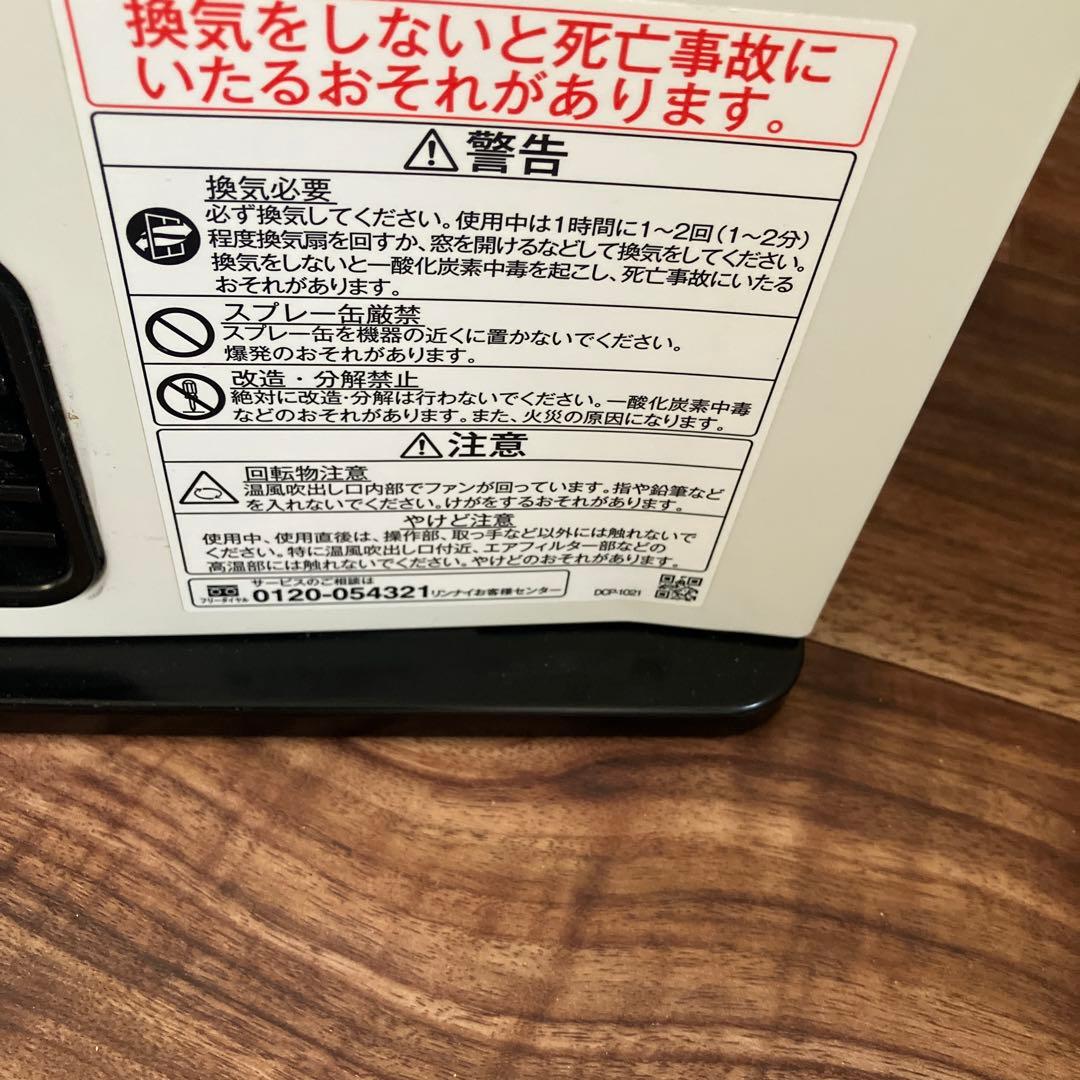 換気をしないと死亡事故に
いたるおそれがあります。
警告
換気必要
必ず換気してください。使用中は1時間に1～2回(1～2分)
程度換気扇を回すか、窓を開けるなどして換気をしてください。
換気をしないと一酸化炭素中毒を起こし、死亡事故にいたる
おそれがあります。
スプレー缶厳禁
スプレー缶を機器の近くに置かないでください。
爆発のおそれがあります。
改造・分解禁止
絶対に改造・分解は行わないでください。一酸化炭素中毒
などのおそれがあります。また、火災の原因になります。
注意
回転物注意
温風吹出し口内部でファンが回っています。指や鉛筆など
を入れないでください。けがをするおそれがあります。
やけど注意
使用中、使用直後は、操作部、取っ手など以外には触れないで
ください。特に温風吹出し口付近、エアフィルター部などの
高温部には触れないでください。やけどのおそれがあります。
サービスのご相談は
フリーダイヤル 0120-054321 リンナイお客様センター
DCP-1021